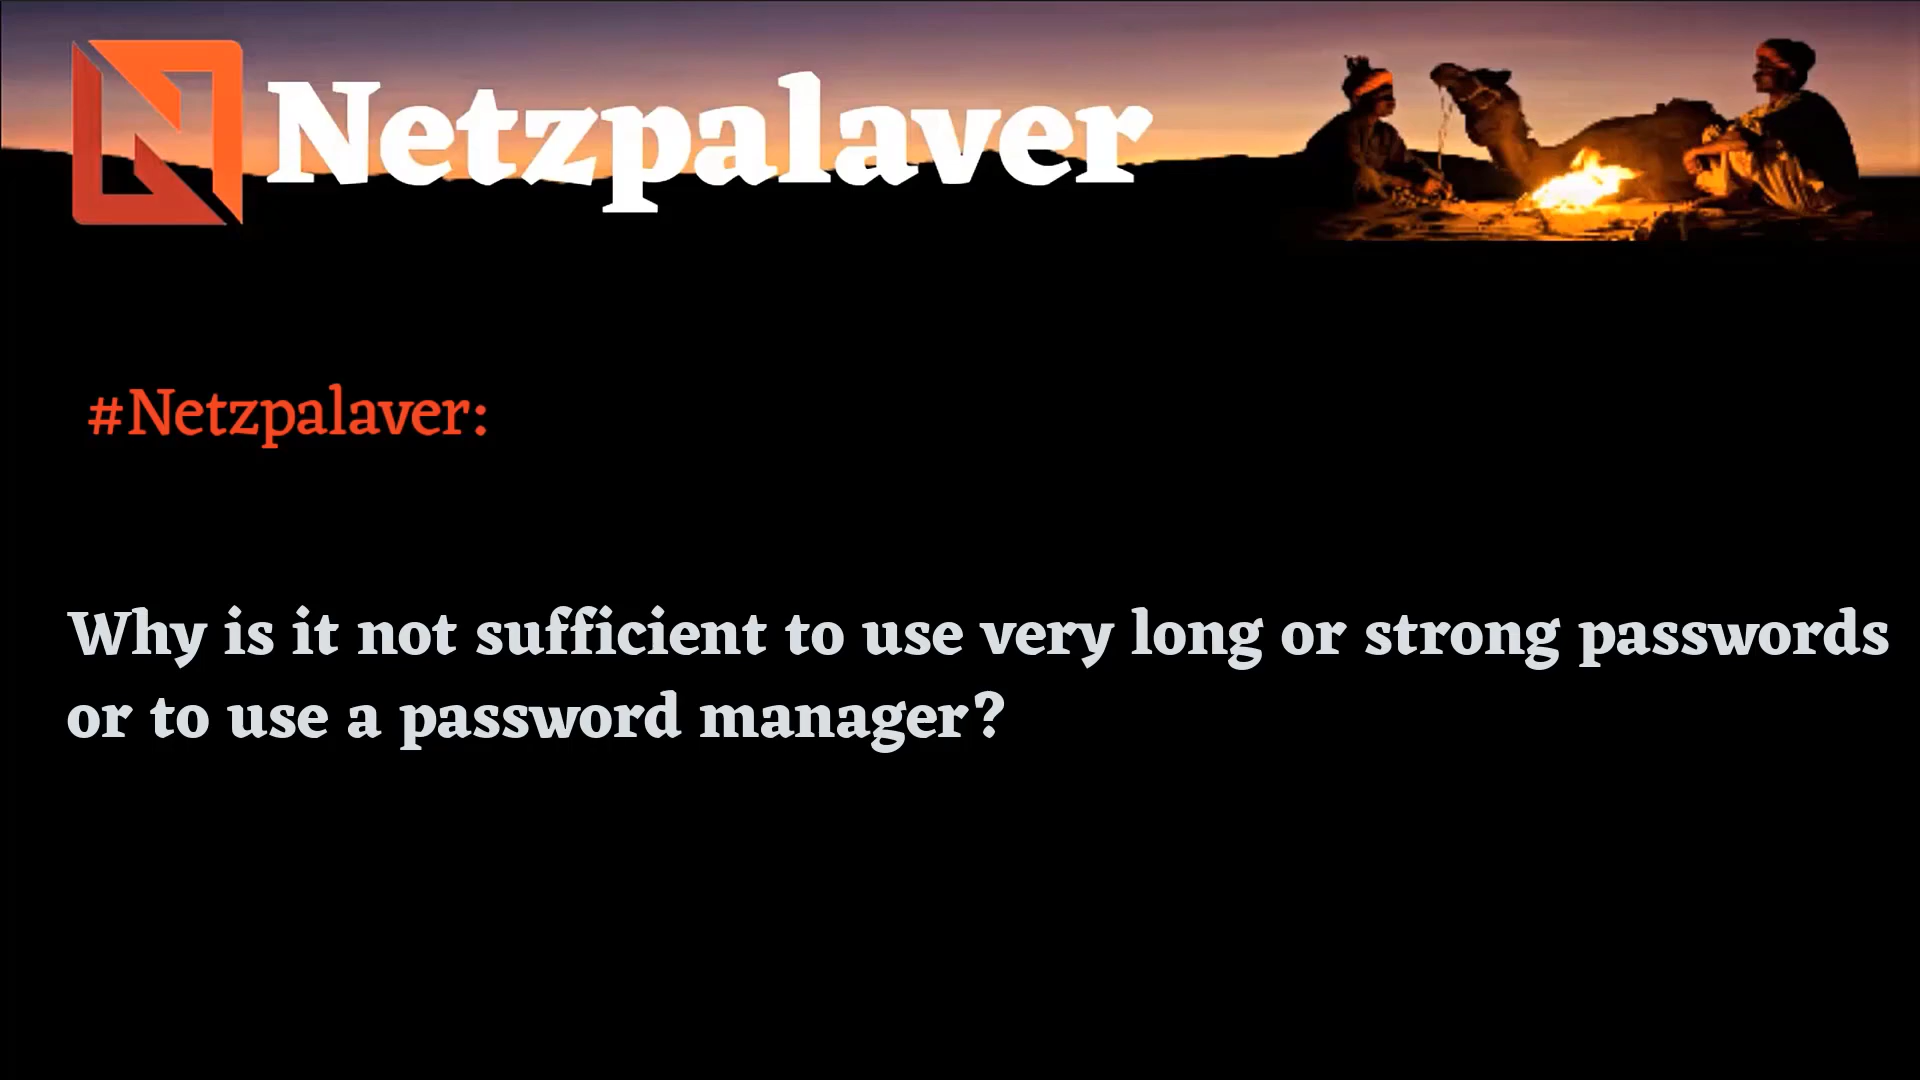 Netzpalaver
#Netzpalaver:
Why is it not sufficient to use very long or strong passwords
or to use a password manager?